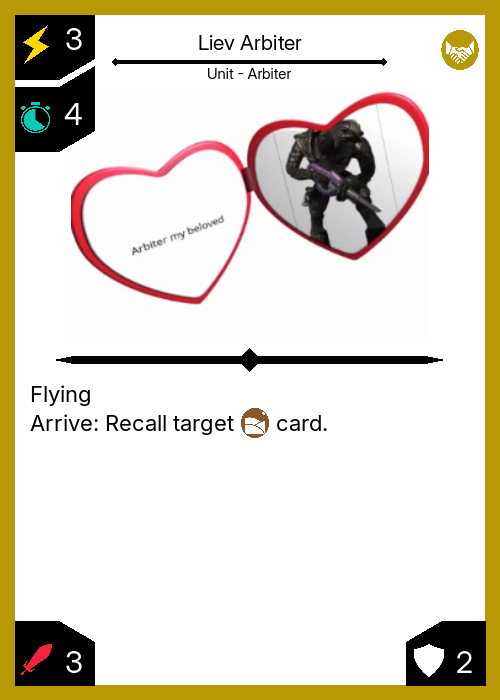 3
Liev Arbiter
Unit - Arbiter
4
Arbiter my beloved
Flying
Arrive: Recall target card.
3
2